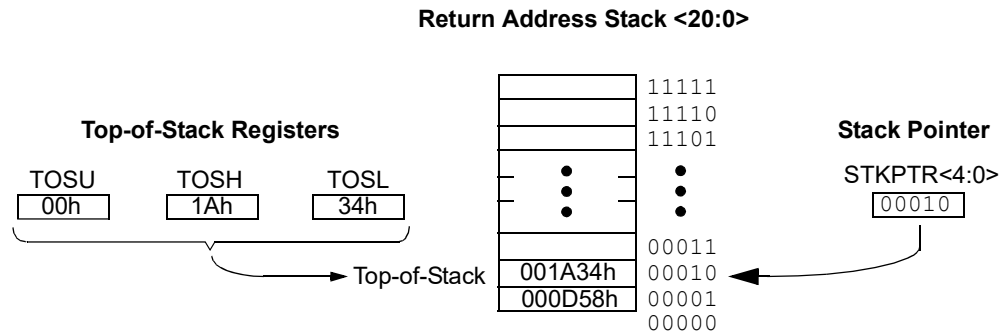 Return Address Stack <20:0>
11111
11110
Top-of-Stack Registers
11101
Stack Pointer
TOSU TOSH TOSL
STKPTR<4:0>
00h 1Ah 34h
00010
00011
Top-of-Stack 001A34h 00010
000D58h 00001
00000